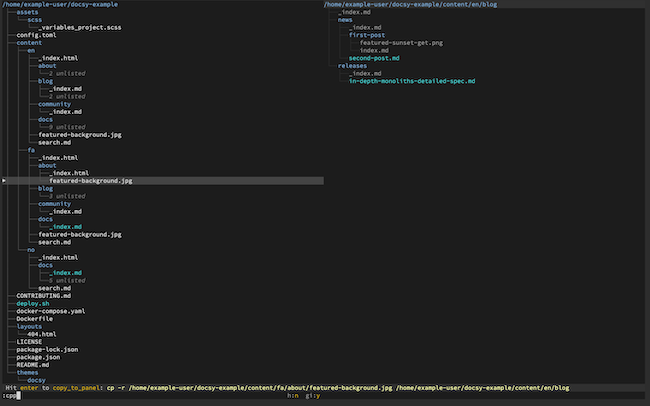 /home/example-user/docsy-example
assets
scss
_variables_project.scss
config.toml
content
en
_index.html
about
2 unlisted
blog
_index.md
2 unlisted
community
_index.md
docs
9 unlisted
featured-background.jpg
search.md
fa
_index.html
about
_index.html
featured-background.jpg
blog
3 unlisted
community
_index.md
docs
_index.md
featured-background.jpg
search.md
no
_index.html
docs
_index.md
5 unlisted
search.md
CONTRIBUTING.md
deploy.sh
docker-compose.yaml
Dockerfile
layouts
404.html
LICENSE
package-lock.json
package.json
README.md
themes
docsy
/home/example-user/docsy-example/content/en/blog
_index.md
news
_index.md
first-post
featured-sunset-get.png
index.md
second-post.md
releases
_index.md
in-depth-monoliths-detailed-spec.md
Hit enter to copy_to_panel: cp -r /home/example-user/docsy-example/content/fa/about/featured-background.jpg /home/example-user/docsy-example/content/en/blog
:cpp h:n gi:y